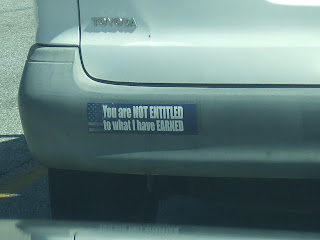 TOYOTA
You are NOT ENTITLED
to what I have EARNED